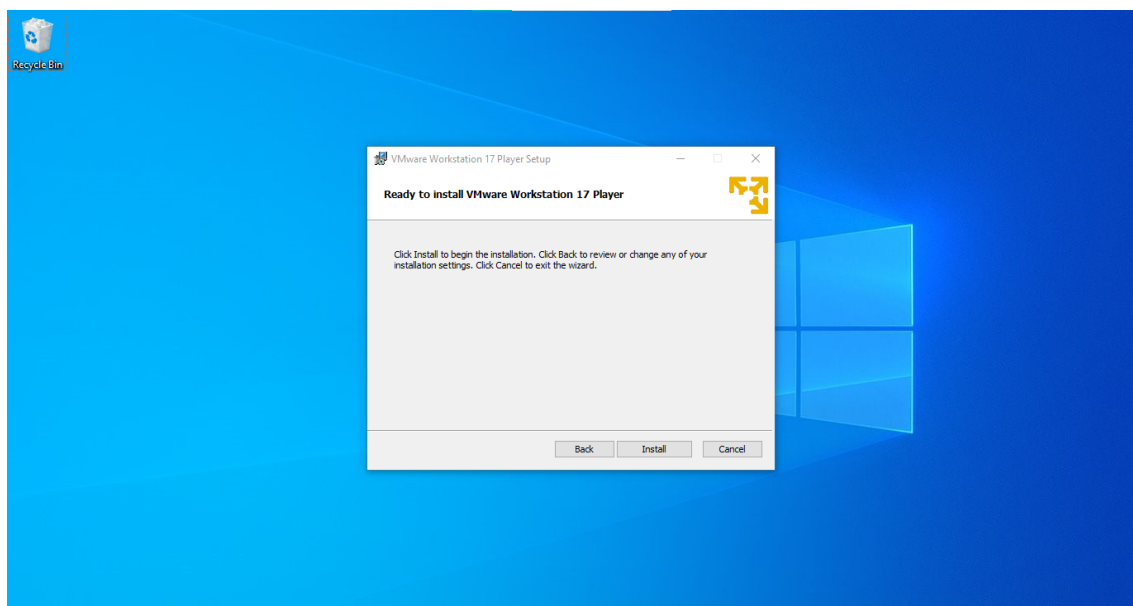 Recycle Bin
VMware Workstation 17 Player Setup
Ready to install VMware Workstation 17 Player
Click Install to begin the installation. Click Back to review or change any of your
installation settings. Click Cancel to exit the wizard.
Back Install Cancel